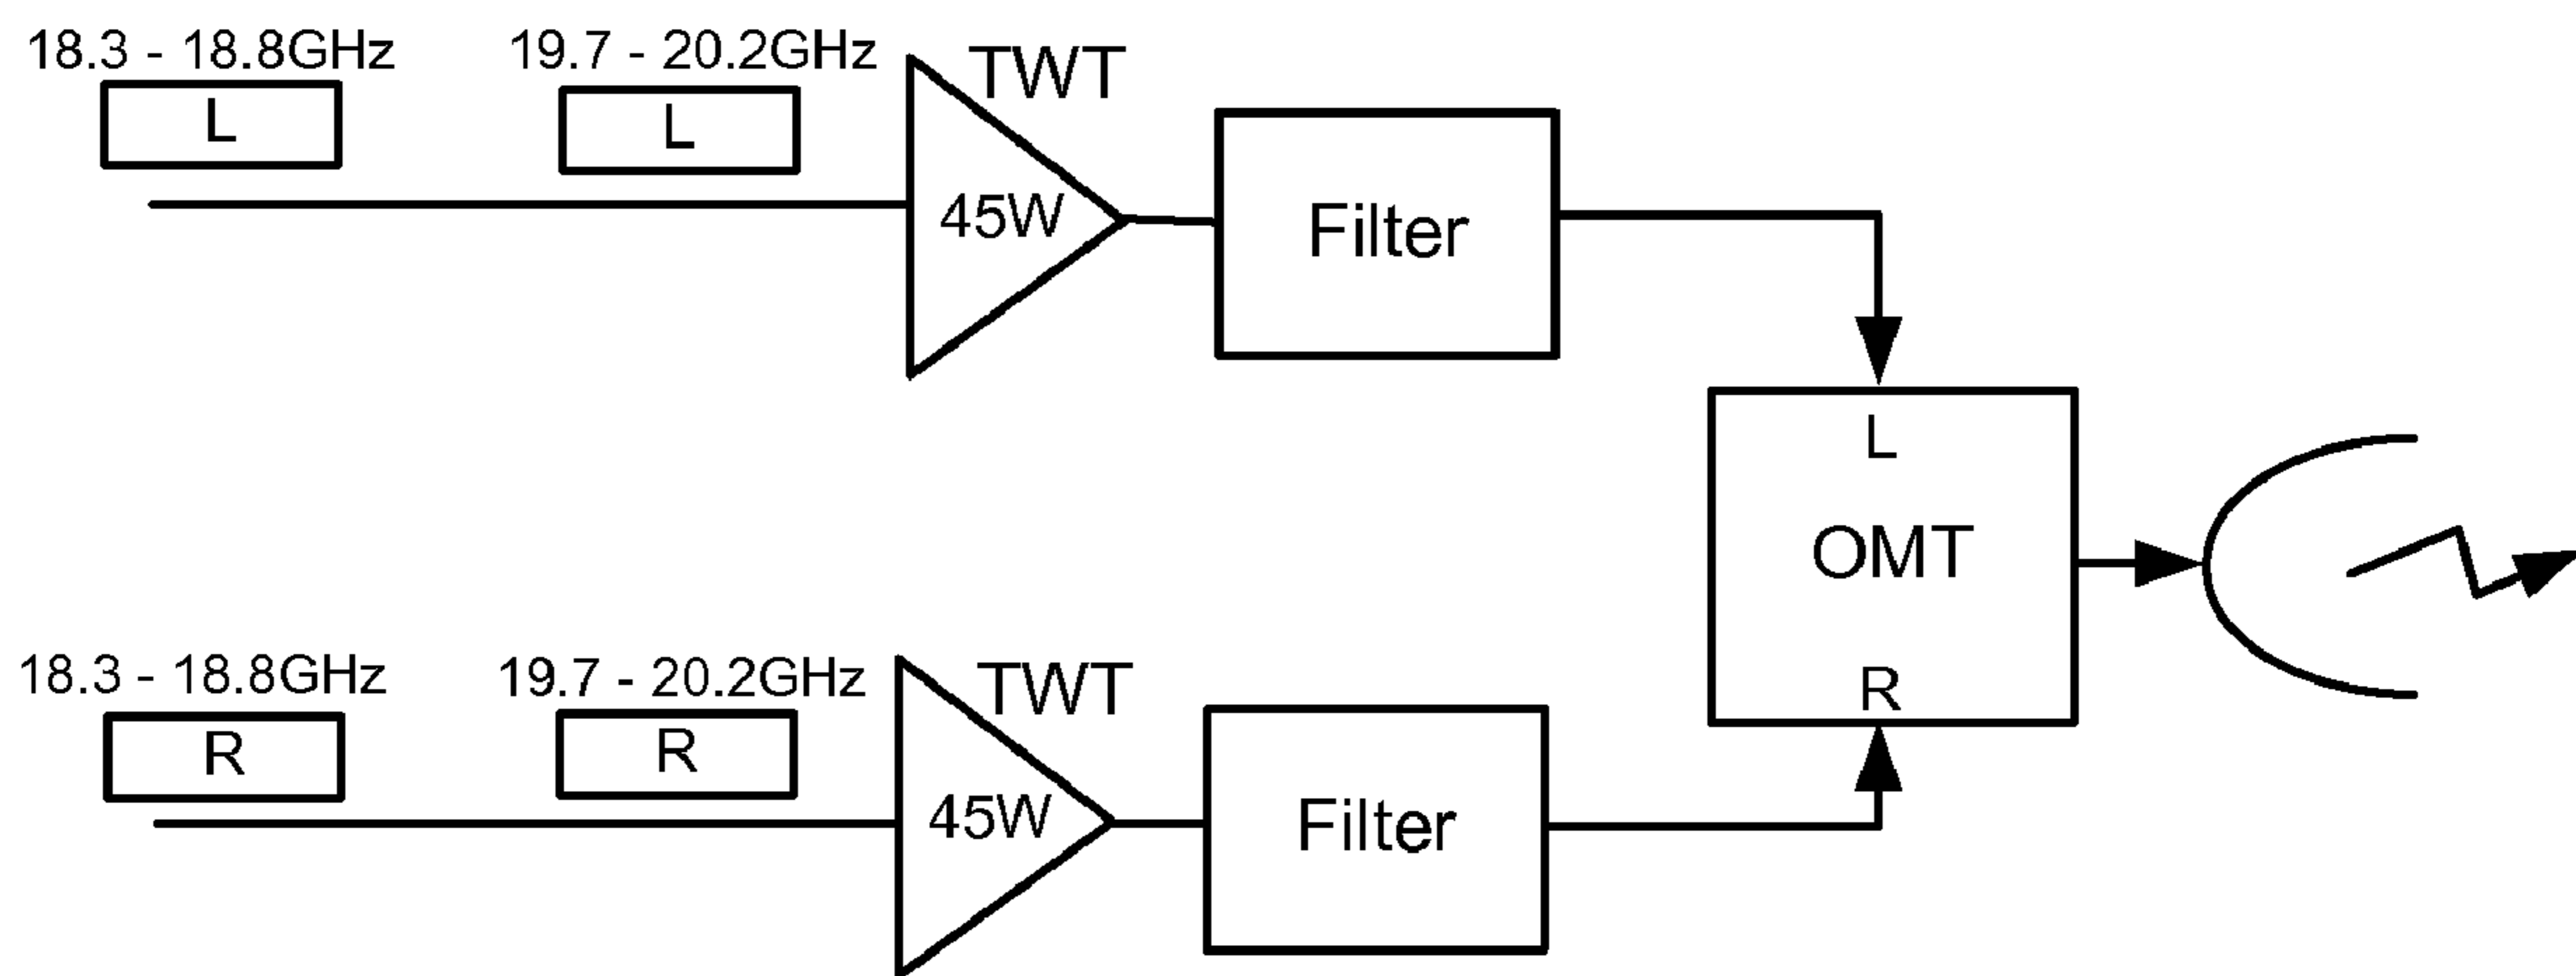 18.3 - 18.8GHz
19.7 - 20.2GHz
TWT
L
L
45W
Filter
L
OMT
R
18.3 - 18.8GHz
19.7 - 20.2GHz
TWT
R
R
45W
Filter